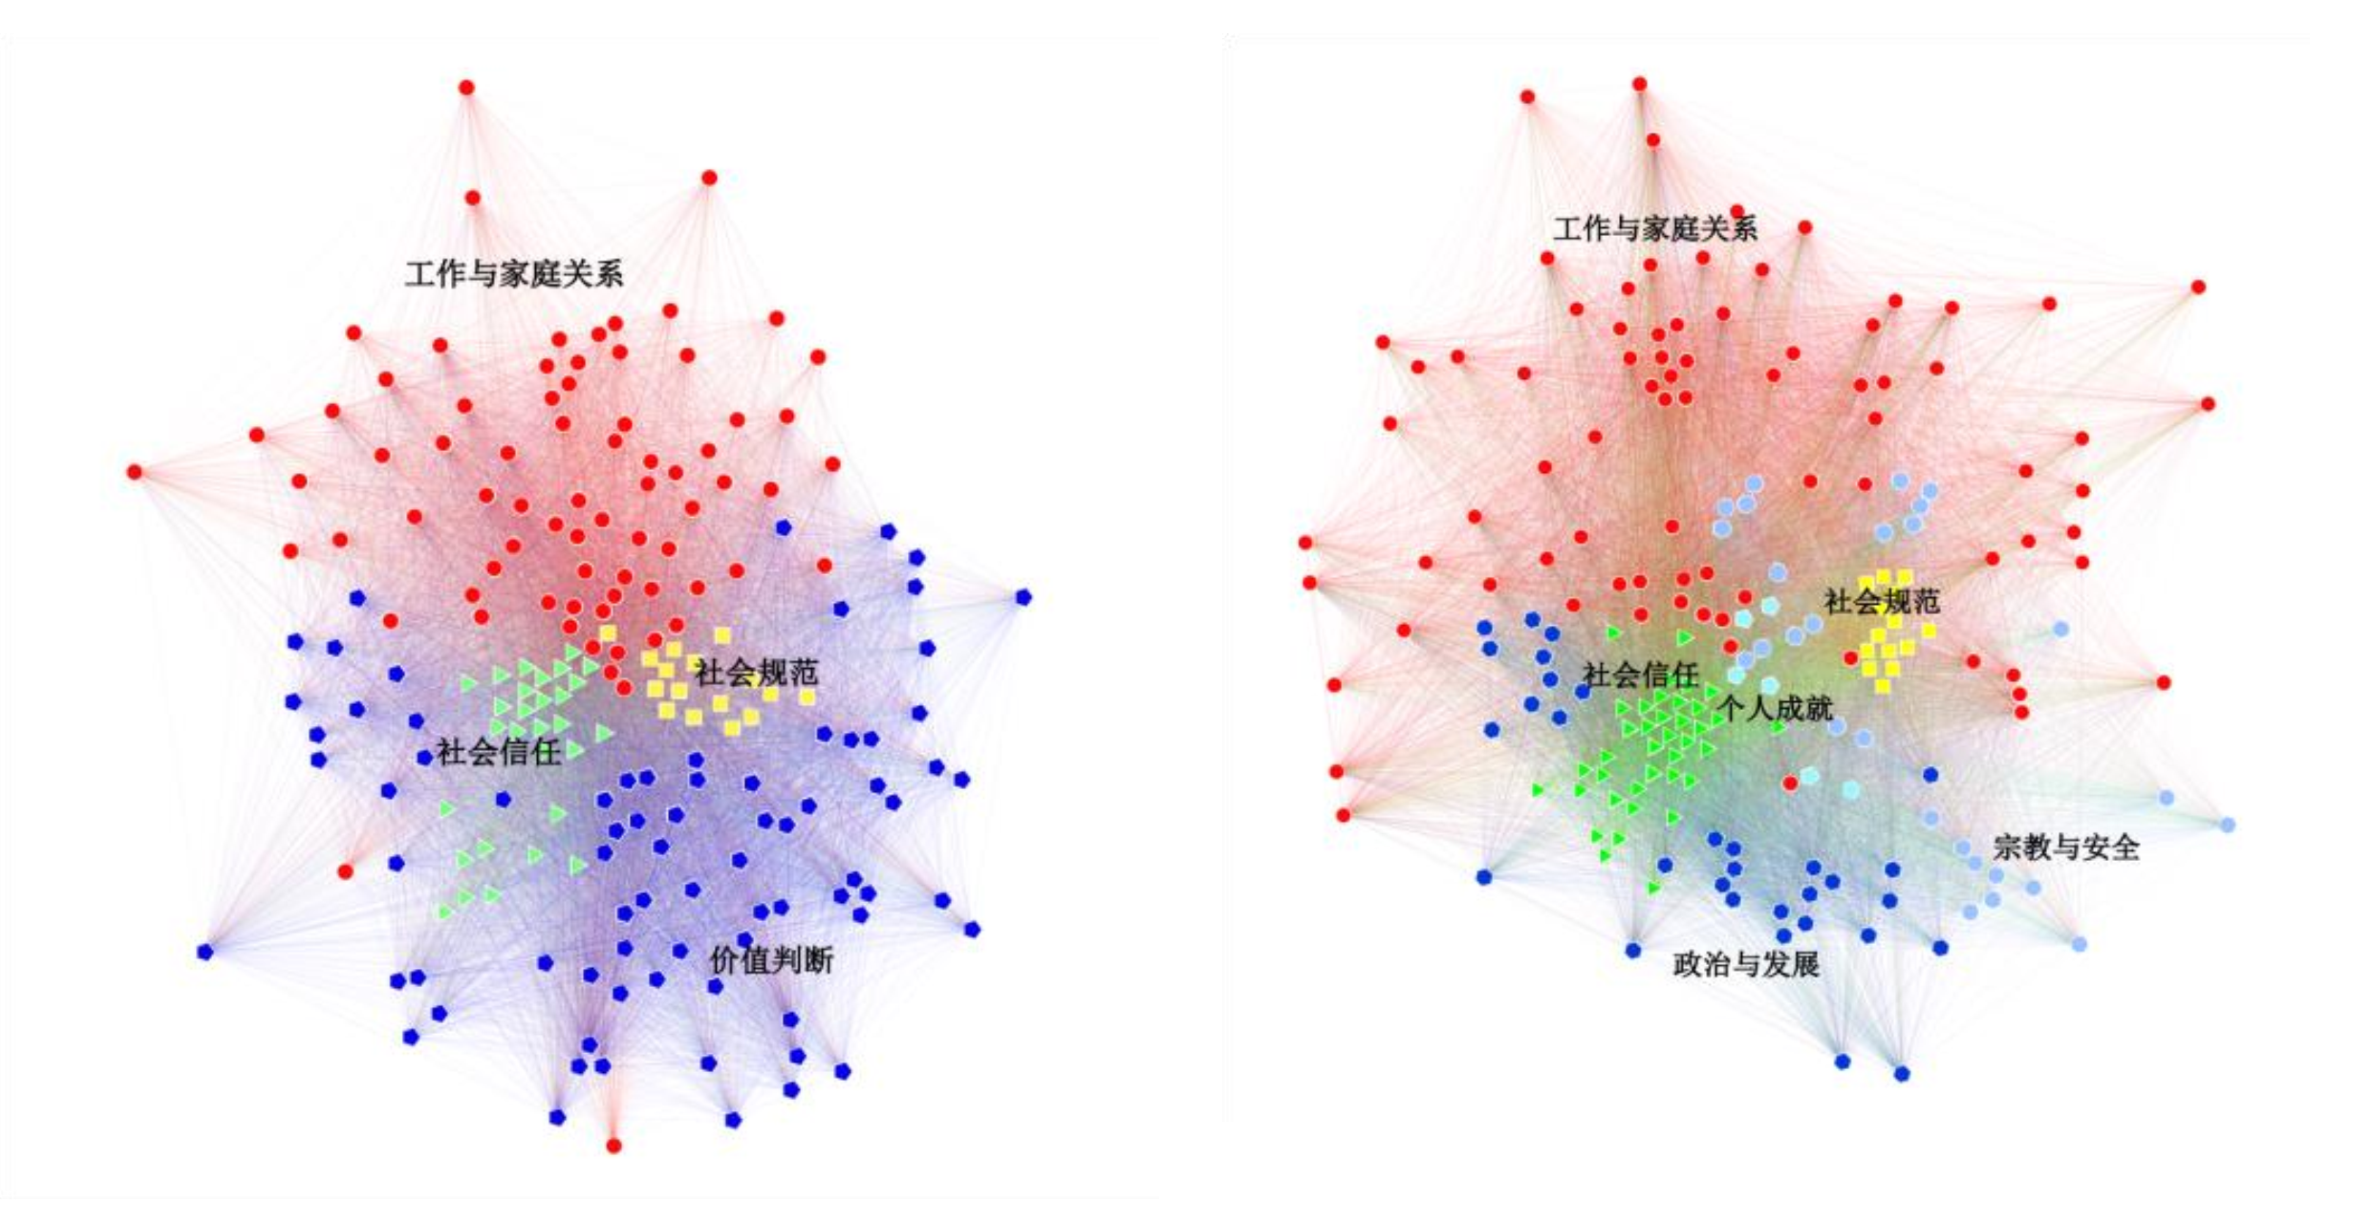 工作与家庭关系
社会规范
社会信任
价值判断
工作与家庭关系
社会规范
社会信任
个人成就
宗教与安全
政治与发展